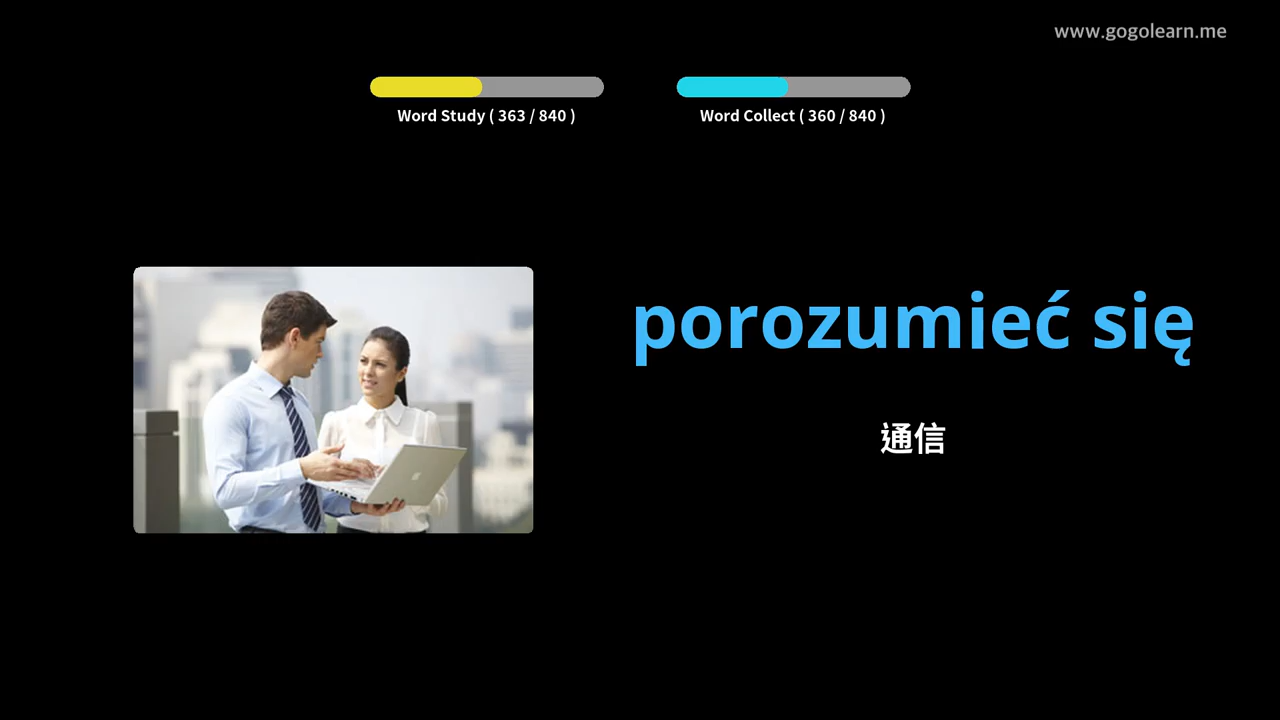 www.gogolearn.me
Word Study ( 363 / 840 )
Word Collect ( 360 / 840 )
porozumieć się
通信